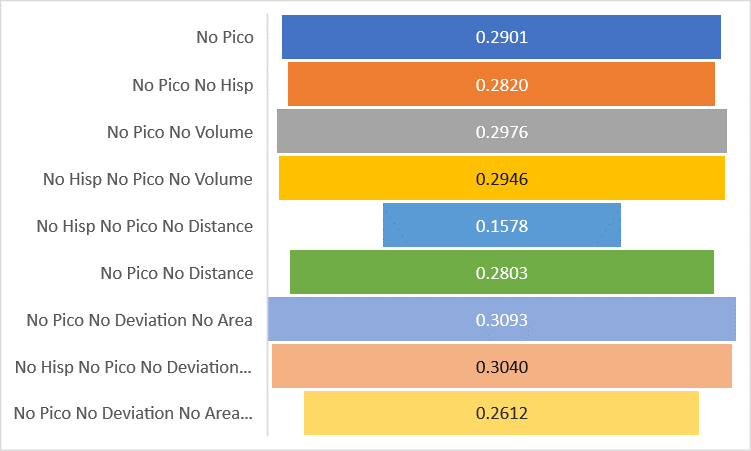 No Pico 0.2901
No Pico No Hisp 0.2820
No Pico No Volume 0.2976
No Hisp No Pico No Volume 0.2946
No Hisp No Pico No Distance 0.1578
No Pico No Distance 0.2803
No Pico No Deviation No Area 0.3093
No Hisp No Pico No Deviation... 0.3040
No Pico No Deviation No Area... 0.2612